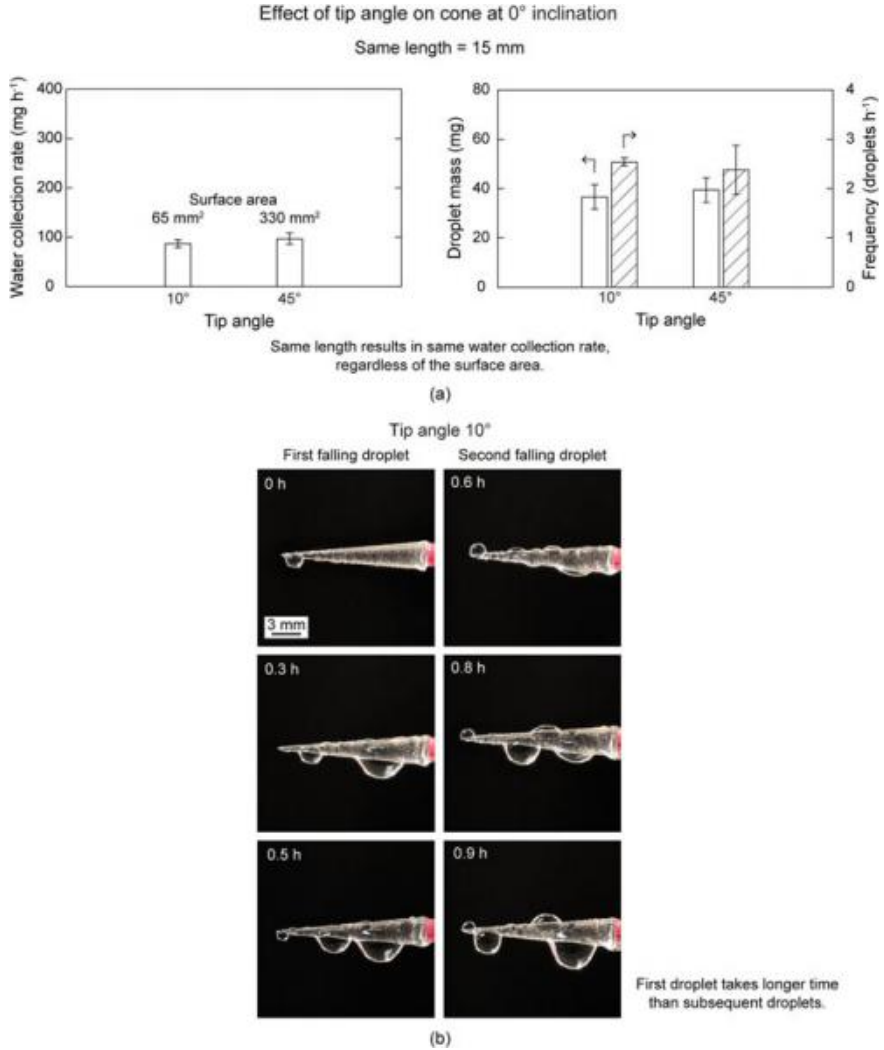 Effect of tip angle on cone at 0° inclination
Same length = 15 mm
Water collection rate (mg h⁻¹)
400
300
200
100
0
Surface area
65 mm² 330 mm²
10° 45°
Tip angle
Droplet mass (mg)
80
60
40
20
0
4
3
2
1
0
Frequency (droplets h⁻¹)
10° 45°
Tip angle
Same length results in same water collection rate,
regardless of the surface area.
(a)
Tip angle 10°
First falling droplet Second falling droplet
0 h 0.6 h
3 mm
0.3 h 0.8 h
0.5 h 0.9 h
First droplet takes longer time
than subsequent droplets.
(b)